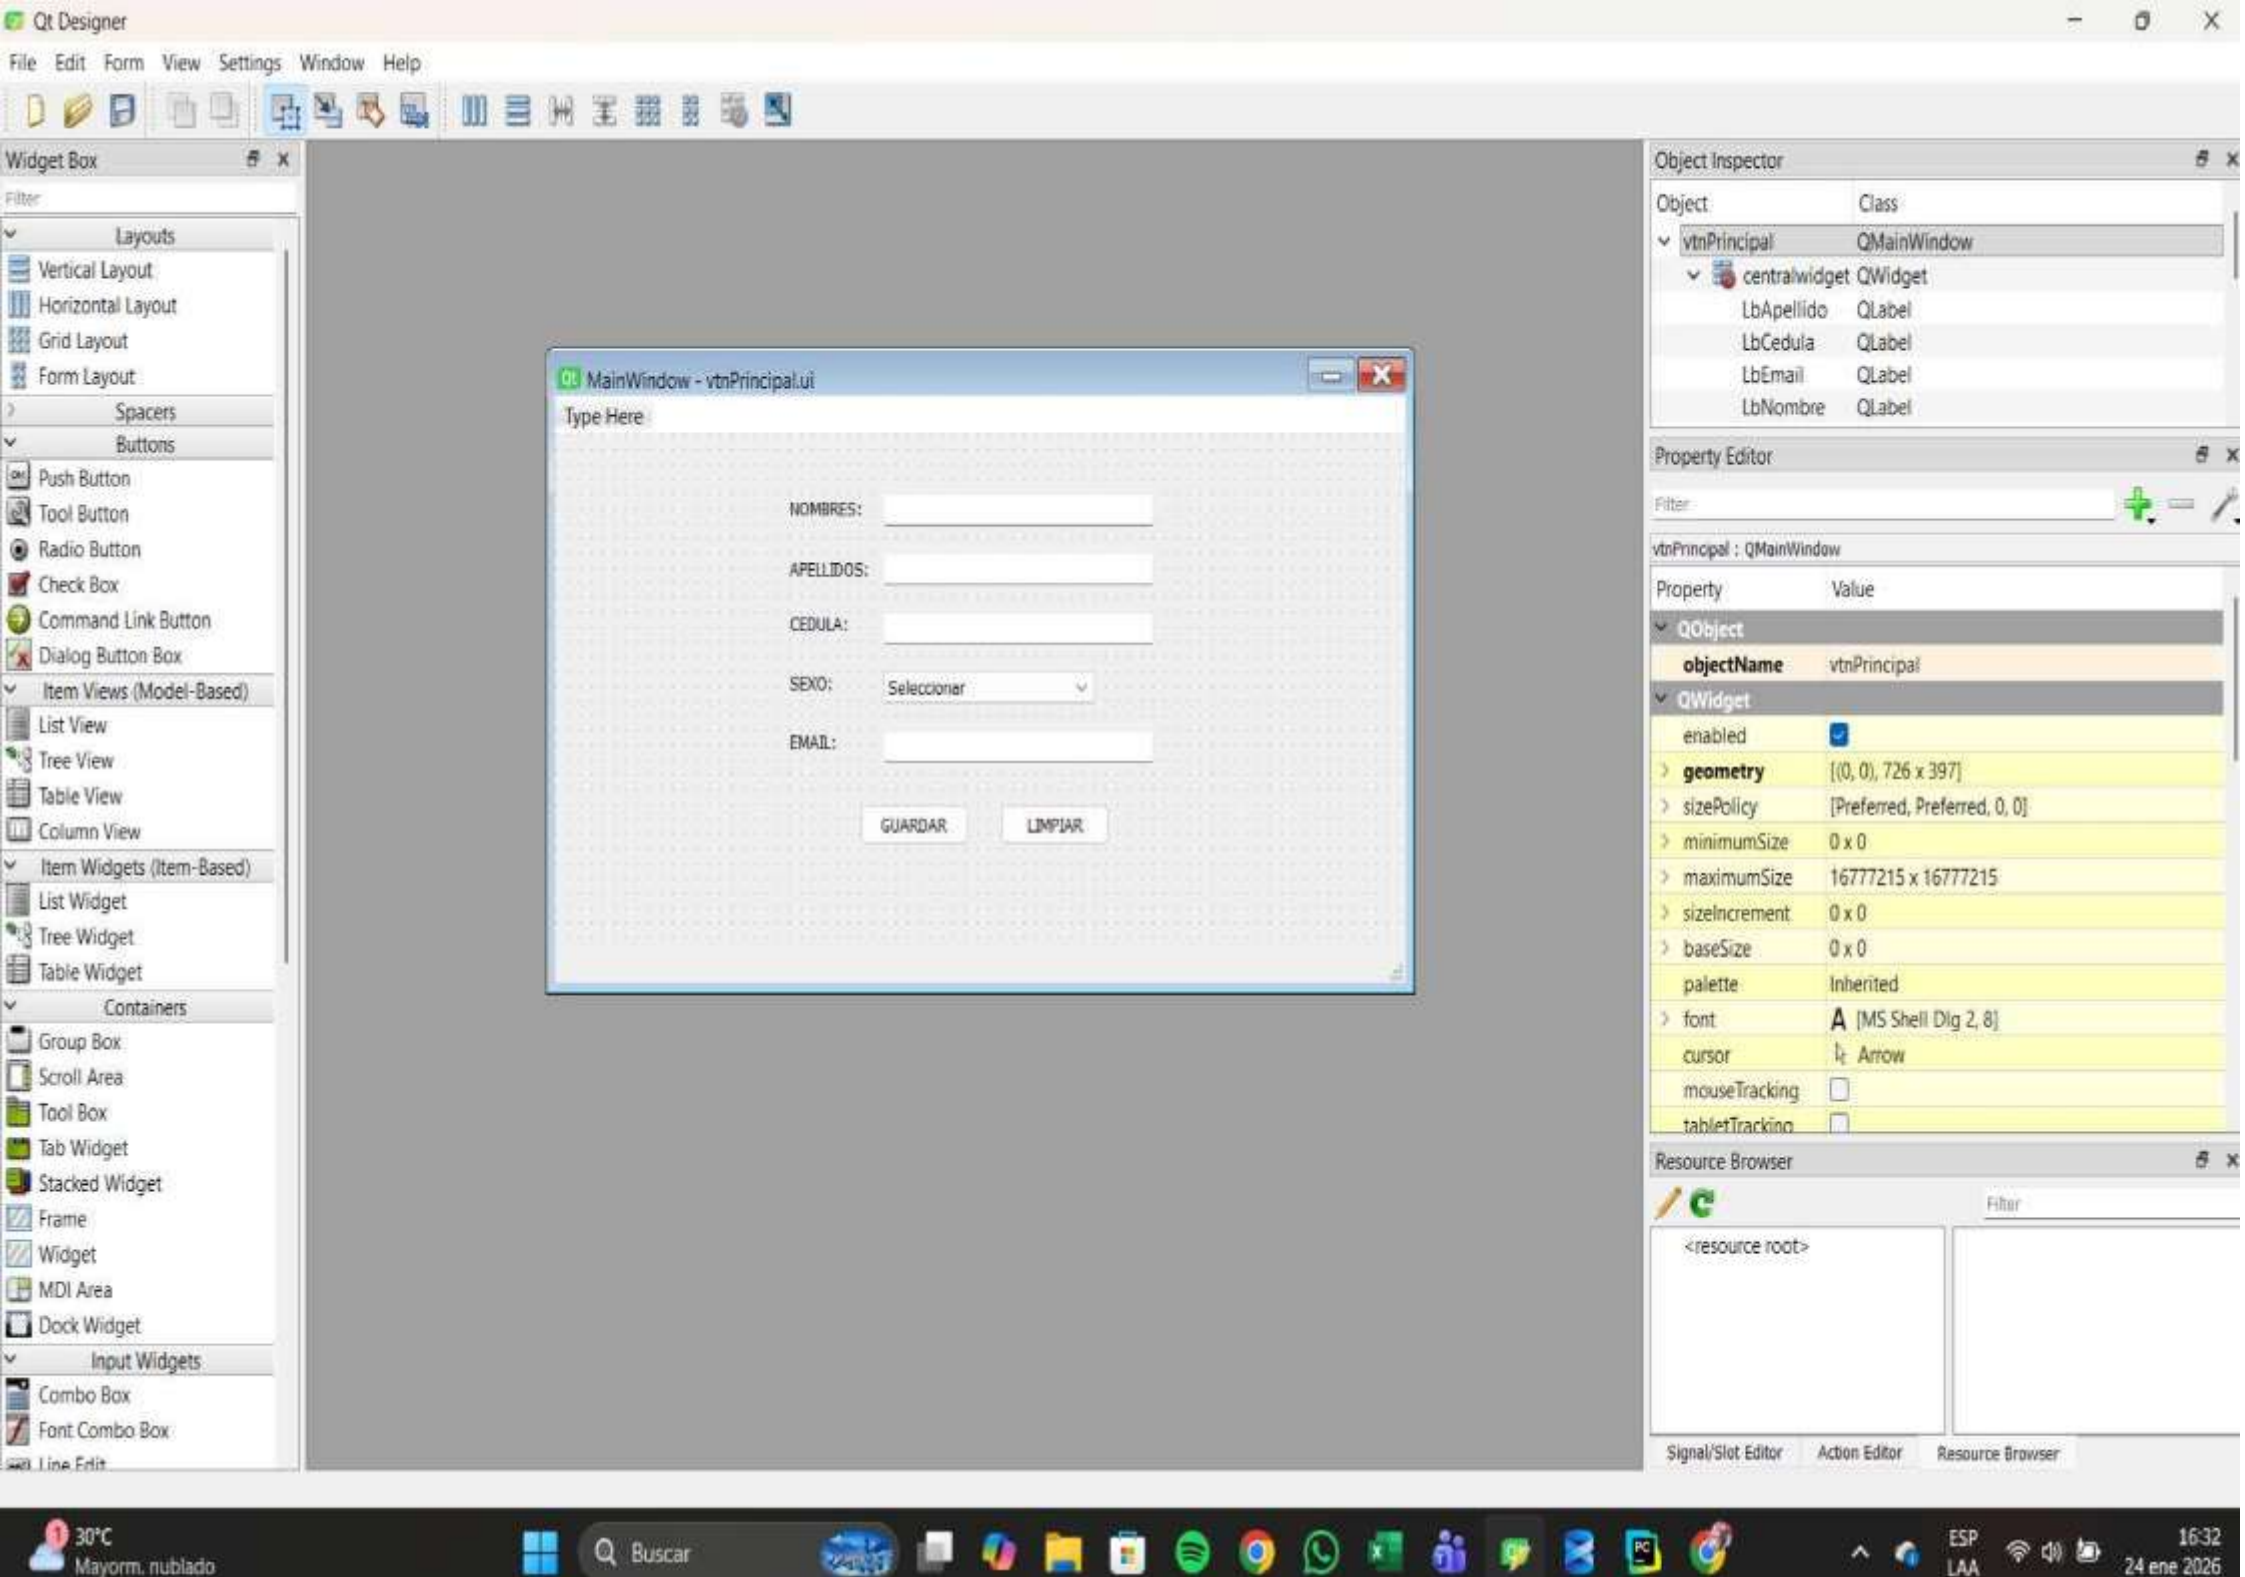 Qt Designer
File Edit Form View Settings Window Help
Widget Box
Filter
Layouts
Vertical Layout
Horizontal Layout
Grid Layout
Form Layout
Spacers
Buttons
Push Button
Tool Button
Radio Button
Check Box
Command Link Button
Dialog Button Box
Item Views (Model-Based)
List View
Tree View
Table View
Column View
Item Widgets (Item-Based)
List Widget
Tree Widget
Table Widget
Containers
Group Box
Scroll Area
Tool Box
Tab Widget
Stacked Widget
Frame
Widget
MDI Area
Dock Widget
Input Widgets
Combo Box
Font Combo Box
Line Edit
MainWindow - vtnPrincipal.ui
Type Here
NOMBRES:
APELLIDOS:
CEDULA:
SEXO: Seleccionar
EMAIL:
GUARDAR LIMPIAR
Object Inspector
Object Class
vtnPrincipal QMainWindow
centralwidget QWidget
LbApellido QLabel
LbCedula QLabel
LbEmail QLabel
LbNombre QLabel
Property Editor
Filter
vtnPrincipal : QMainWindow
Property Value
QObject
objectName vtnPrincipal
QWidget
enabled
geometry [(0, 0), 726 x 397]
sizePolicy [Preferred, Preferred, 0, 0]
minimumSize 0 x 0
maximumSize 16777215 x 16777215
sizeIncrement 0 x 0
baseSize 0 x 0
palette Inherited
font A [MS Shell Dlg 2, 8]
cursor Arrow
mouseTracking
tabletTracking
Resource Browser
Filter
<resource root>
Signal/Slot Editor Action Editor Resource Browser
1
30°C
Mayorm. nublado
Buscar
PC
ESP
LAA
16:32
24 ene 2026